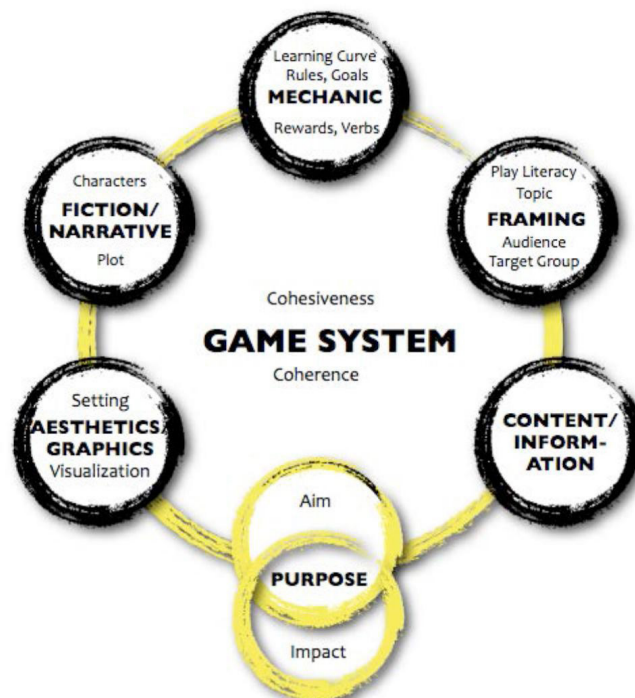 Learning Curve
Rules, Goals
MECHANIC
Rewards, Verbs
Characters
FICTION/
NARRATIVE
Plot
Play Literacy
Topic
FRAMING
Audience
Target Group
Cohesiveness
GAME SYSTEM
Coherence
Setting
AESTHETICS/
GRAPHICS
Visualization
CONTENT/
INFORM-
ATION
Aim
PURPOSE
Impact